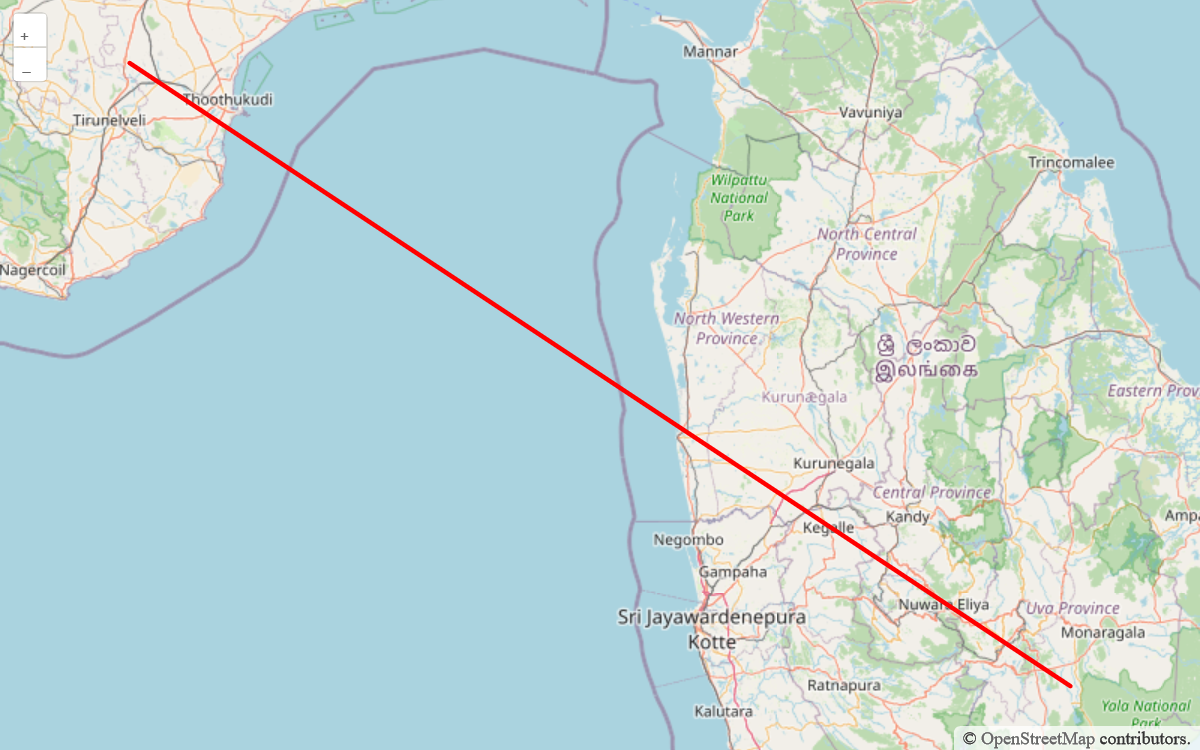 +
–
Mannar
Thoothukudi
Vavuniya
Tirunelveli
Trincomalee
Wilpattu
National
Park
North Central
Province
Nagercoil
North Western
Province
ශ්‍රී ලංකාව
இலங்கை
Eastern Prov
Kurunægala
Kurunegala
Central Province
Kandy
Ampa
Kegalle
Negombo
Gampaha
Nuwara Eliya
Uva Province
Sri Jayawardenepura
Kotte
Monaragala
Ratnapura
Kalutara
Yala National
Park
© OpenStreetMap contributors.